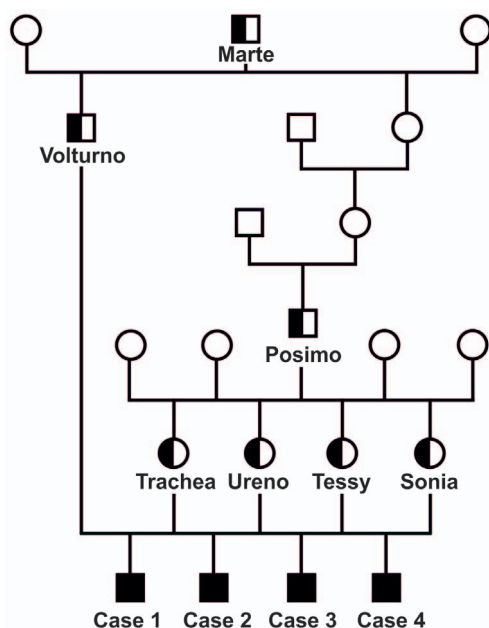 Marte
Volturno
Posimo
Trachea Ureno Tessy Sonia
Case 1 Case 2 Case 3 Case 4